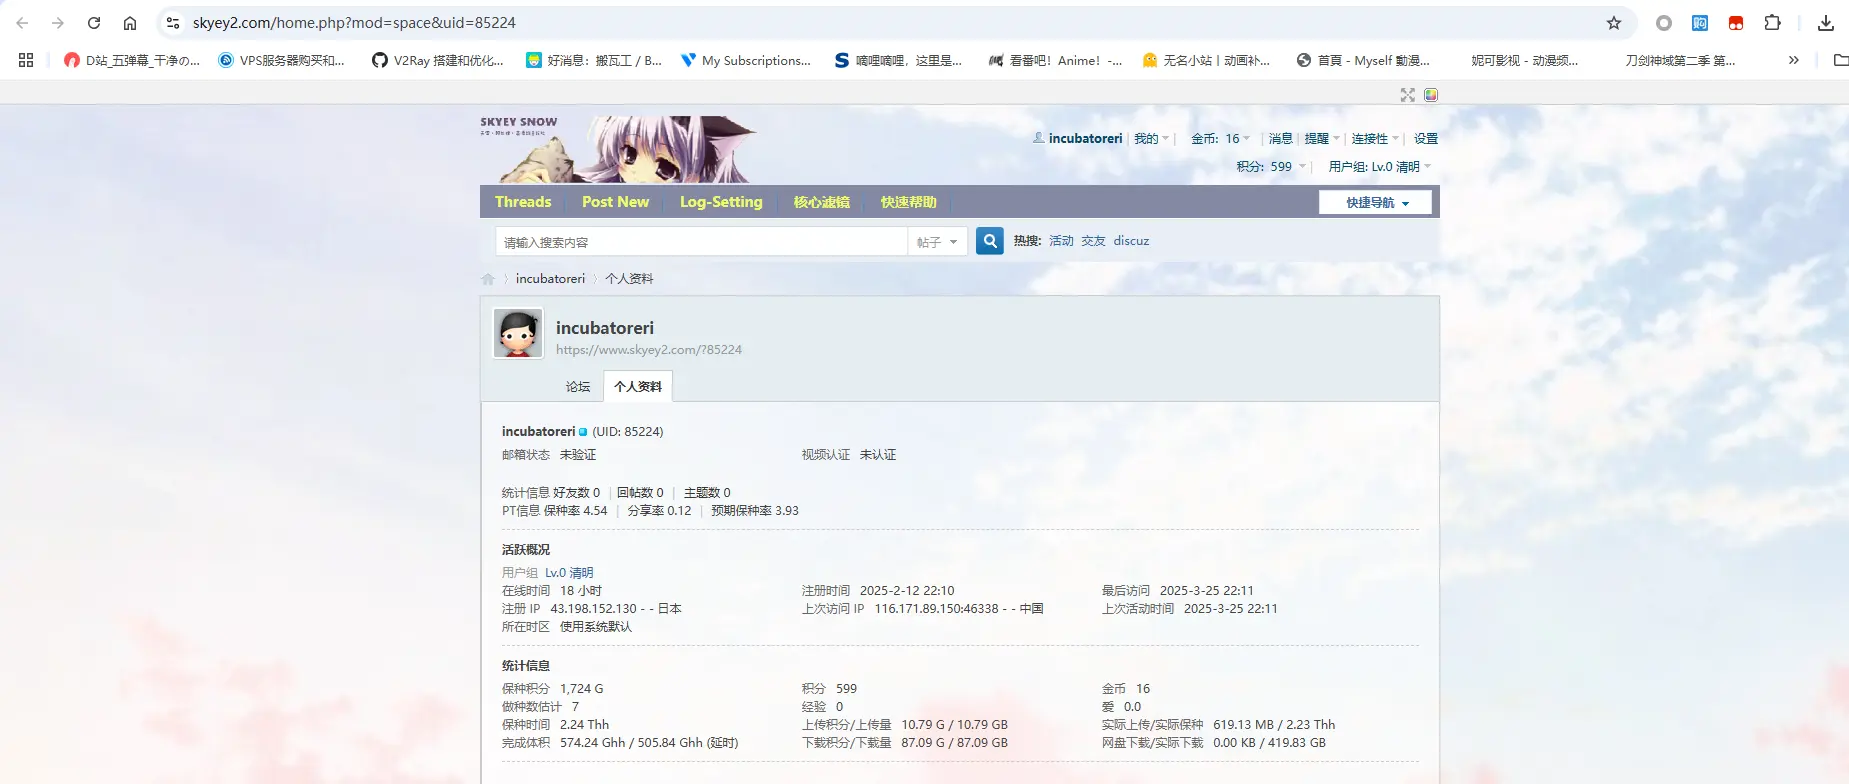 skyey2.com/home.php?mod=space&uid=85224
D站_五弹幕_干净の... VPS服务器购买和... V2Ray 搭建和优化... 好消息：搬瓦工 / B... My Subscriptions... 嘀哩嘀哩，这里是... 看番吧！Anime！-... 无名小站丨动画补... 首頁 - Myself 動漫... 妮可影视 - 动漫频... 刀剑神域第二季 第... »
SKYEY SNOW
incubatoreri 我的 金币: 16 消息 提醒 连接性 设置
积分: 599 用户组: Lv.0 清明
Threads Post New Log-Setting 核心滤镜 快速帮助 快捷导航
请输入搜索内容 帖子 热搜: 活动 交友 discuz
incubatoreri 个人资料
incubatoreri
https://www.skyey2.com/?85224
论坛 个人资料
incubatoreri (UID: 85224)
邮箱状态 未验证 视频认证 未认证
统计信息 好友数 0 | 回帖数 0 | 主题数 0
PT信息 保种率 4.54 | 分享率 0.12 | 预期保种率 3.93
活跃概况
用户组 Lv.0 清明
在线时间 18 小时 注册时间 2025-2-12 22:10 最后访问 2025-3-25 22:11
注册 IP 43.198.152.130 - - 日本 上次访问 IP 116.171.89.150:46338 - - 中国 上次活动时间 2025-3-25 22:11
所在时区 使用系统默认
统计信息
保种积分 1,724 G 积分 599 金币 16
做种数估计 7 经验 0 爱 0.0
保种时间 2.24 Thh 上传积分/上传量 10.79 G / 10.79 GB 实际上传/实际保种 619.13 MB / 2.23 Thh
完成体积 574.24 Ghh / 505.84 Ghh (延时) 下载积分/下载量 87.09 G / 87.09 GB 网盘下载/实际下载 0.00 KB / 419.83 GB